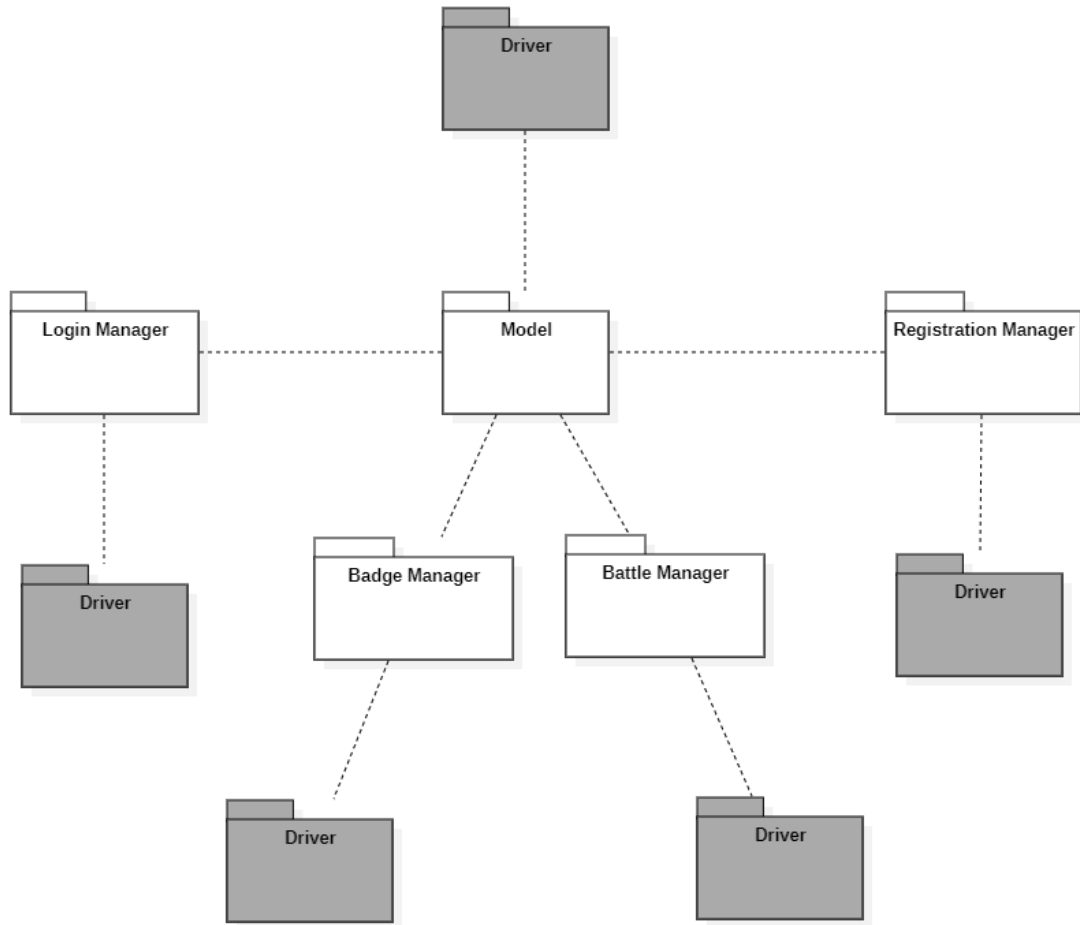 Driver
Login Manager
Model
Registration Manager
Badge Manager
Battle Manager
Driver
Driver
Driver
Driver